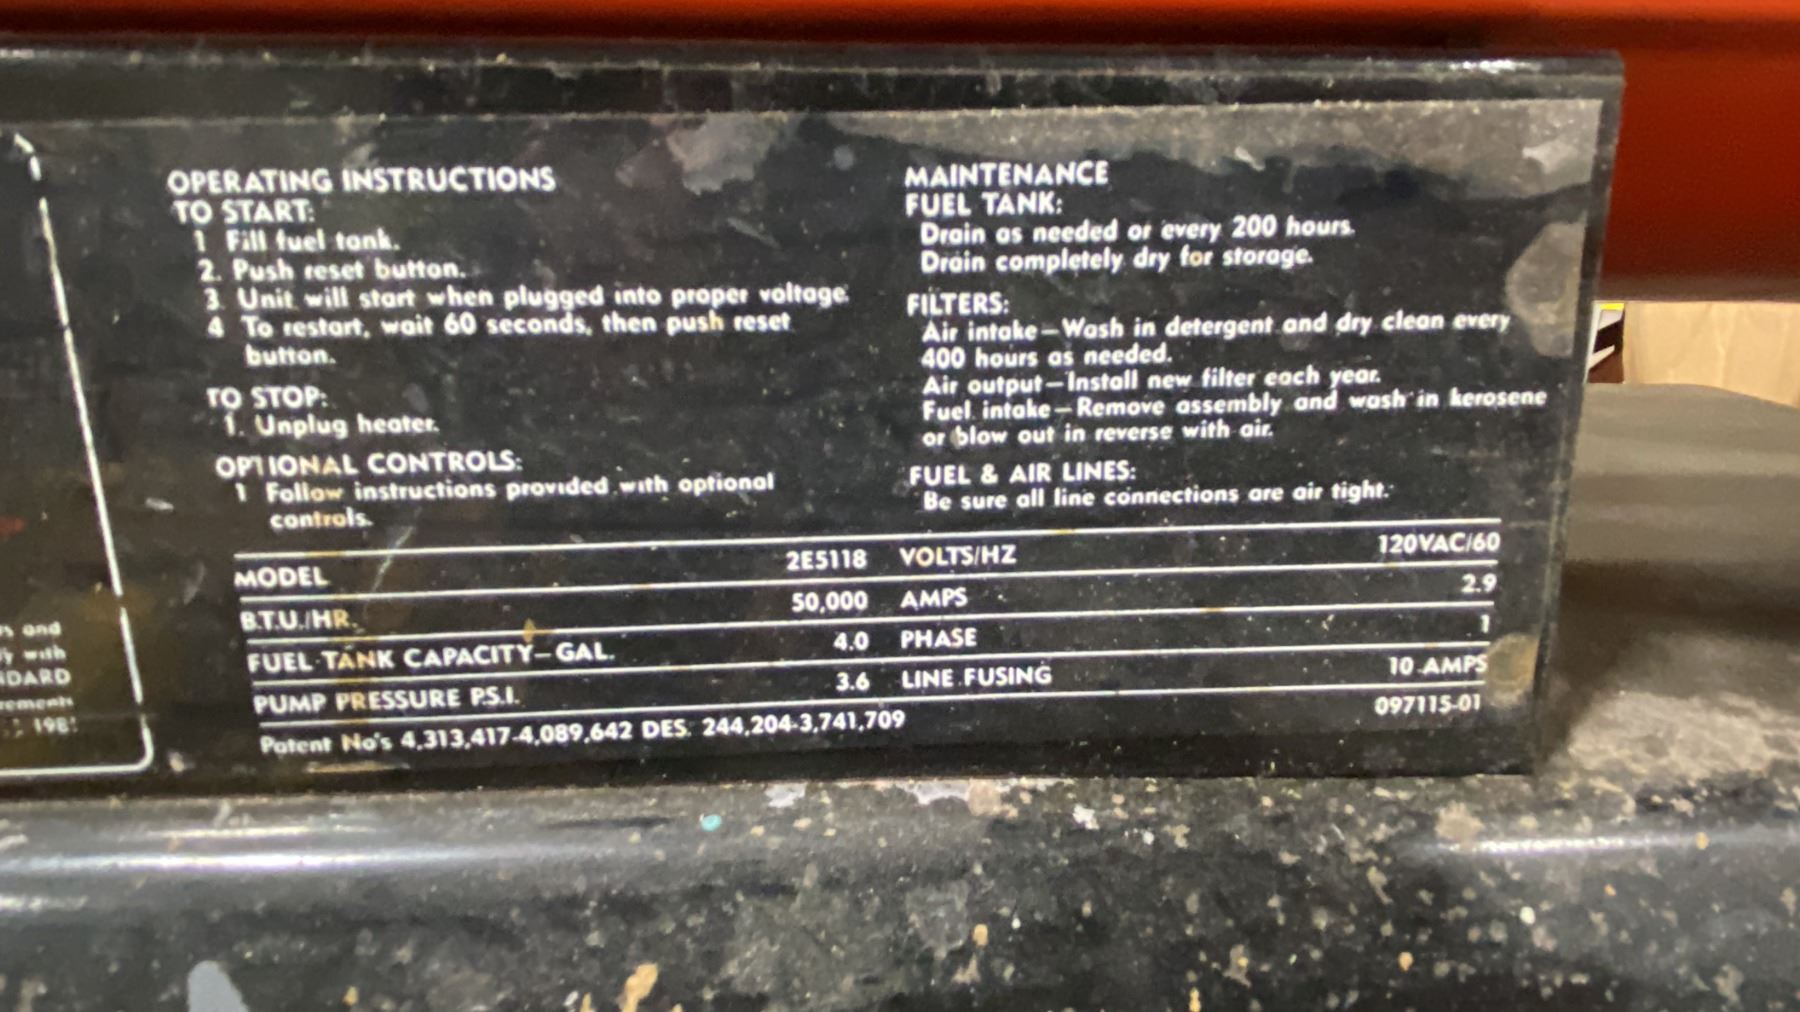 OPERATING INSTRUCTIONS
TO START:
1 Fill fuel tank.
2. Push reset button.
3. Unit will start when plugged into proper voltage.
4 To restart, wait 60 seconds, then push reset
button.
TO STOP:
1. Unplug heater.
OPTIONAL CONTROLS:
1 Follow instructions provided with optional
controls.
MAINTENANCE
FUEL TANK:
Drain as needed or every 200 hours.
Drain completely dry for storage.
FILTERS:
Air intake—Wash in detergent and dry clean every
400 hours as needed.
Air output—Install new filter each year.
Fuel intake—Remove assembly and wash in kerosene
or blow out in reverse with air.
FUEL & AIR LINES:
Be sure all line connections are air tight.
MODEL 2E5118 VOLTS/HZ 120VAC/60
B.T.U./HR. 50,000 AMPS 2.9
FUEL TANK CAPACITY—GAL. 4.0 PHASE 1
PUMP PRESSURE P.S.I. 3.6 LINE FUSING 10 AMPS
Patent No's 4,313,417-4,089,642 DES. 244,204-3,741,709 097115-01
and
with